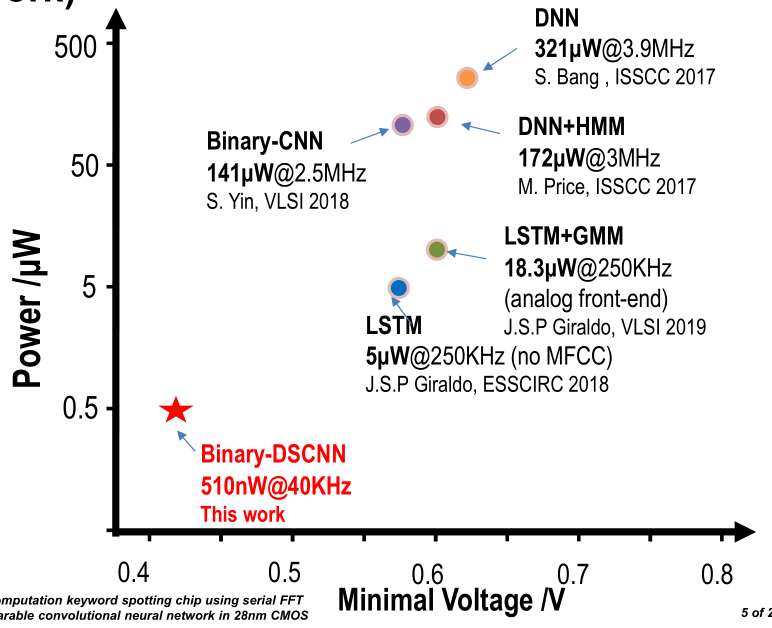 DNN
321µW@3.9MHz
S. Bang , ISSCC 2017
DNN+HMM
172µW@3MHz
M. Price, ISSCC 2017
Binary-CNN
141µW@2.5MHz
S. Yin, VLSI 2018
LSTM+GMM
18.3µW@250KHz
(analog front-end)
J.S.P Giraldo, VLSI 2019
LSTM
5µW@250KHz (no MFCC)
J.S.P Giraldo, ESSCIRC 2018
Binary-DSCNN
510nW@40KHz
This work
Power /µW
500
50
5
0.5
0.4 0.5 0.6 0.7 0.8
Minimal Voltage /V
computation keyword spotting chip using serial FFT
convolutional neural network in 28nm CMOS
5 of 2